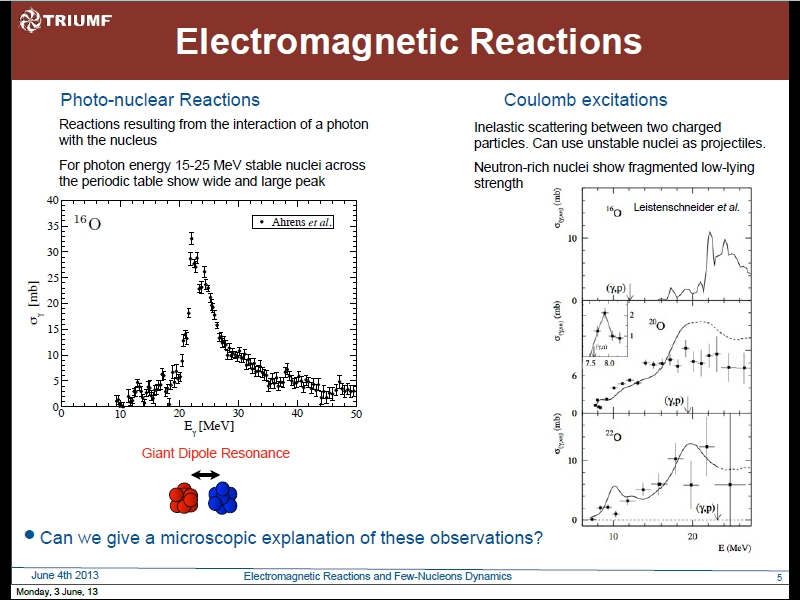 TRIUMF
Electromagnetic Reactions
Photo-nuclear Reactions
Reactions resulting from the interaction of a photon
with the nucleus
For photon energy 15-25 MeV stable nuclei across
the periodic table show wide and large peak
40
35
30
25
20
15
10
5
0
σγ [mb]
¹⁶O
Ahrens et al.
0 10 20 30 40 50
Eγ [MeV]
Giant Dipole Resonance
Coulomb excitations
Inelastic scattering between two charged
particles. Can use unstable nuclei as projectiles.
Neutron-rich nuclei show fragmented low-lying
strength
Leistenschneider et al.
¹⁶O
10
(γ,p)
0
σ(γ,xn) (mb)
²⁰O
2
1
(γ,n)
7.5 8.0
6
(γ,p)
0
σ(γ,xn) (mb)
²²O
10
(γ,p)
0
σ(γ,xn) (mb)
10 20
E (MeV)
• Can we give a microscopic explanation of these observations?
June 4th 2013
Electromagnetic Reactions and Few-Nucleons Dynamics
5
Monday, 3 June, 13